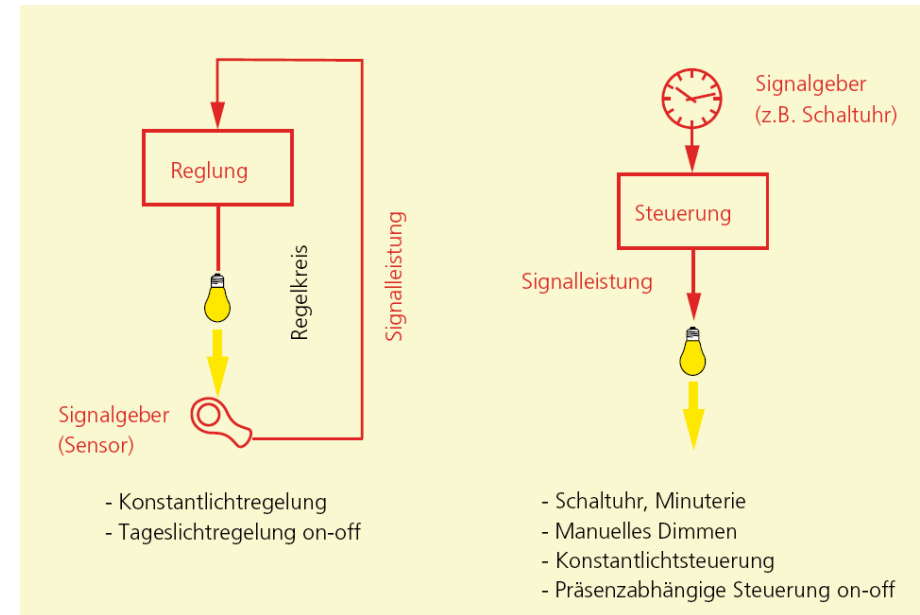 Reglung
Regelkreis
Signalleistung
Signalgeber
(Sensor)
- Konstantlichtregelung
- Tageslichtregelung on-off
Signalgeber
(z.B. Schaltuhr)
Steuerung
Signalleistung
- Schaltuhr, Minuterie
- Manuelles Dimmen
- Konstantlichtsteuerung
- Präsenzabhängige Steuerung on-off